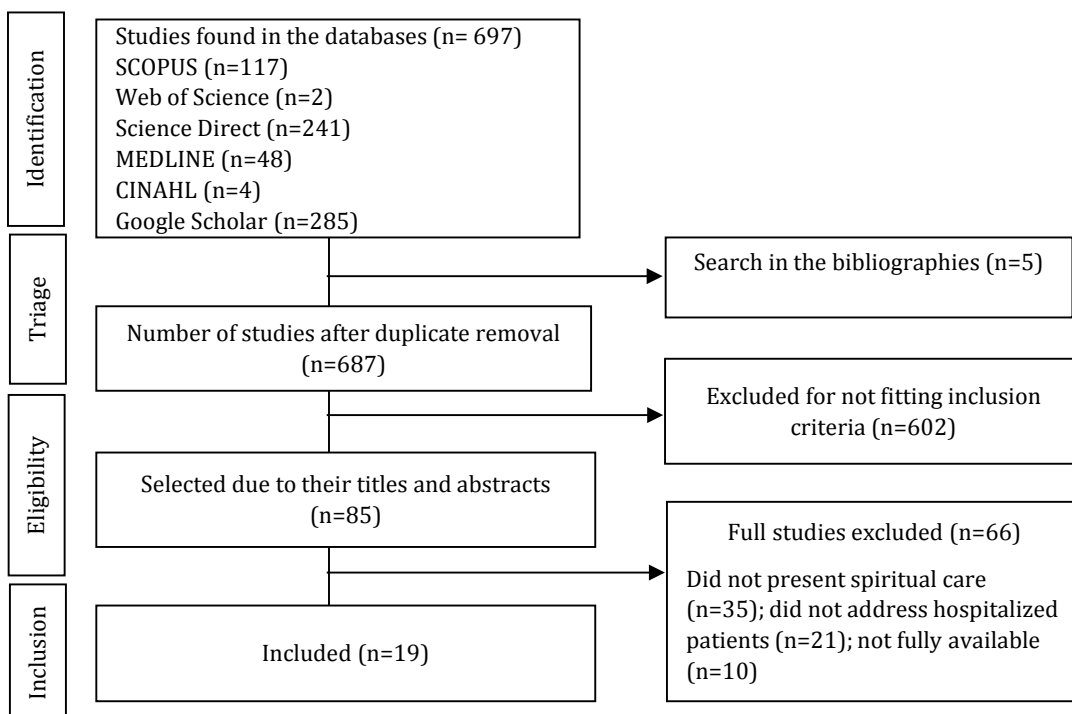 Identification
Studies found in the databases (n= 697)
SCOPUS (n=117)
Web of Science (n=2)
Science Direct (n=241)
MEDLINE (n=48)
CINAHL (n=4)
Google Scholar (n=285)
Triage
Search in the bibliographies (n=5)
Number of studies after duplicate removal
(n=687)
Excluded for not fitting inclusion
criteria (n=602)
Eligibility
Selected due to their titles and abstracts
(n=85)
Full studies excluded (n=66)
Did not present spiritual care
(n=35); did not address hospitalized
patients (n=21); not fully available
(n=10)
Inclusion
Included (n=19)